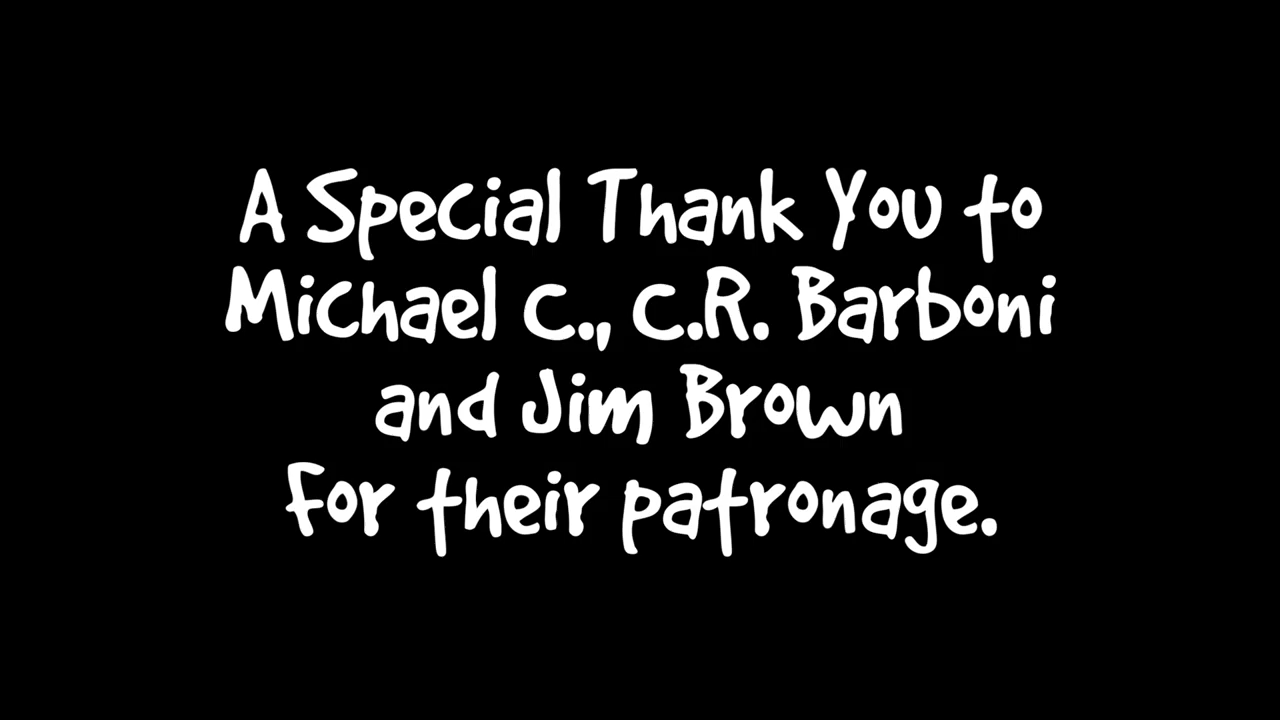 A Special Thank You to
Michael C., C.R. Barboni
and Jim Brown
For their patronage.